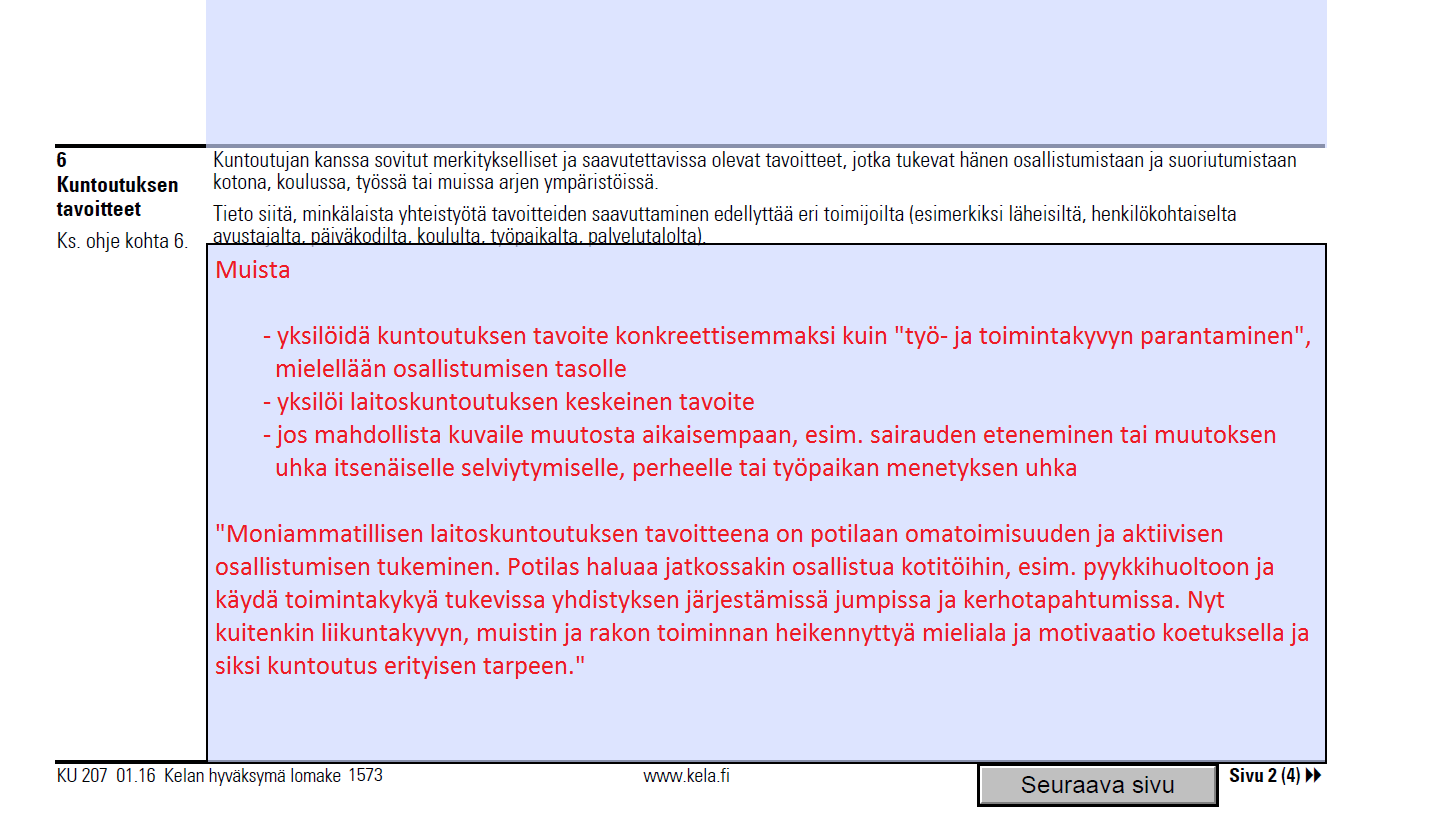 6
Kuntoutuksen
tavoitteet
Ks. ohje kohta 6.
Kuntoutujan kanssa sovitut merkitykselliset ja saavutettavissa olevat tavoitteet, jotka tukevat hänen osallistumistaan ja suoriutumistaan
kotona, koulussa, työssä tai muissa arjen ympäristöissä.
Tieto siitä, minkälaista yhteistyötä tavoitteiden saavuttaminen edellyttää eri toimijoilta (esimerkiksi läheisiltä, henkilökohtaiselta
avustajalta, päiväkodilta, koululta, työpaikalta, palvelutalolta).
Muista
- yksilöidä kuntoutuksen tavoite konkreettisemmaksi kuin "työ- ja toimintakyvyn parantaminen",
mielellään osallistumisen tasolle
- yksilöi laitoskuntoutuksen keskeinen tavoite
- jos mahdollista kuvaile muutosta aikaisempaan, esim. sairauden eteneminen tai muutoksen
uhka itsenäiselle selviytymiselle, perheelle tai työpaikan menetyksen uhka
"Moniammatillisen laitoskuntoutuksen tavoitteena on potilaan omatoimisuuden ja aktiivisen
osallistumisen tukeminen. Potilas haluaa jatkossakin osallistua kotitöihin, esim. pyykkihuoltoon ja
käydä toimintakykyä tukevissa yhdistyksen järjestämissä jumpissa ja kerhotapahtumissa. Nyt
kuitenkin liikuntakyvyn, muistin ja rakon toiminnan heikennyttyä mieliala ja motivaatio koetuksella ja
siksi kuntoutus erityisen tarpeen."
KU 207 01.16 Kelan hyväksymä lomake 1573
www.kela.fi
Seuraava sivu
Sivu 2 (4)